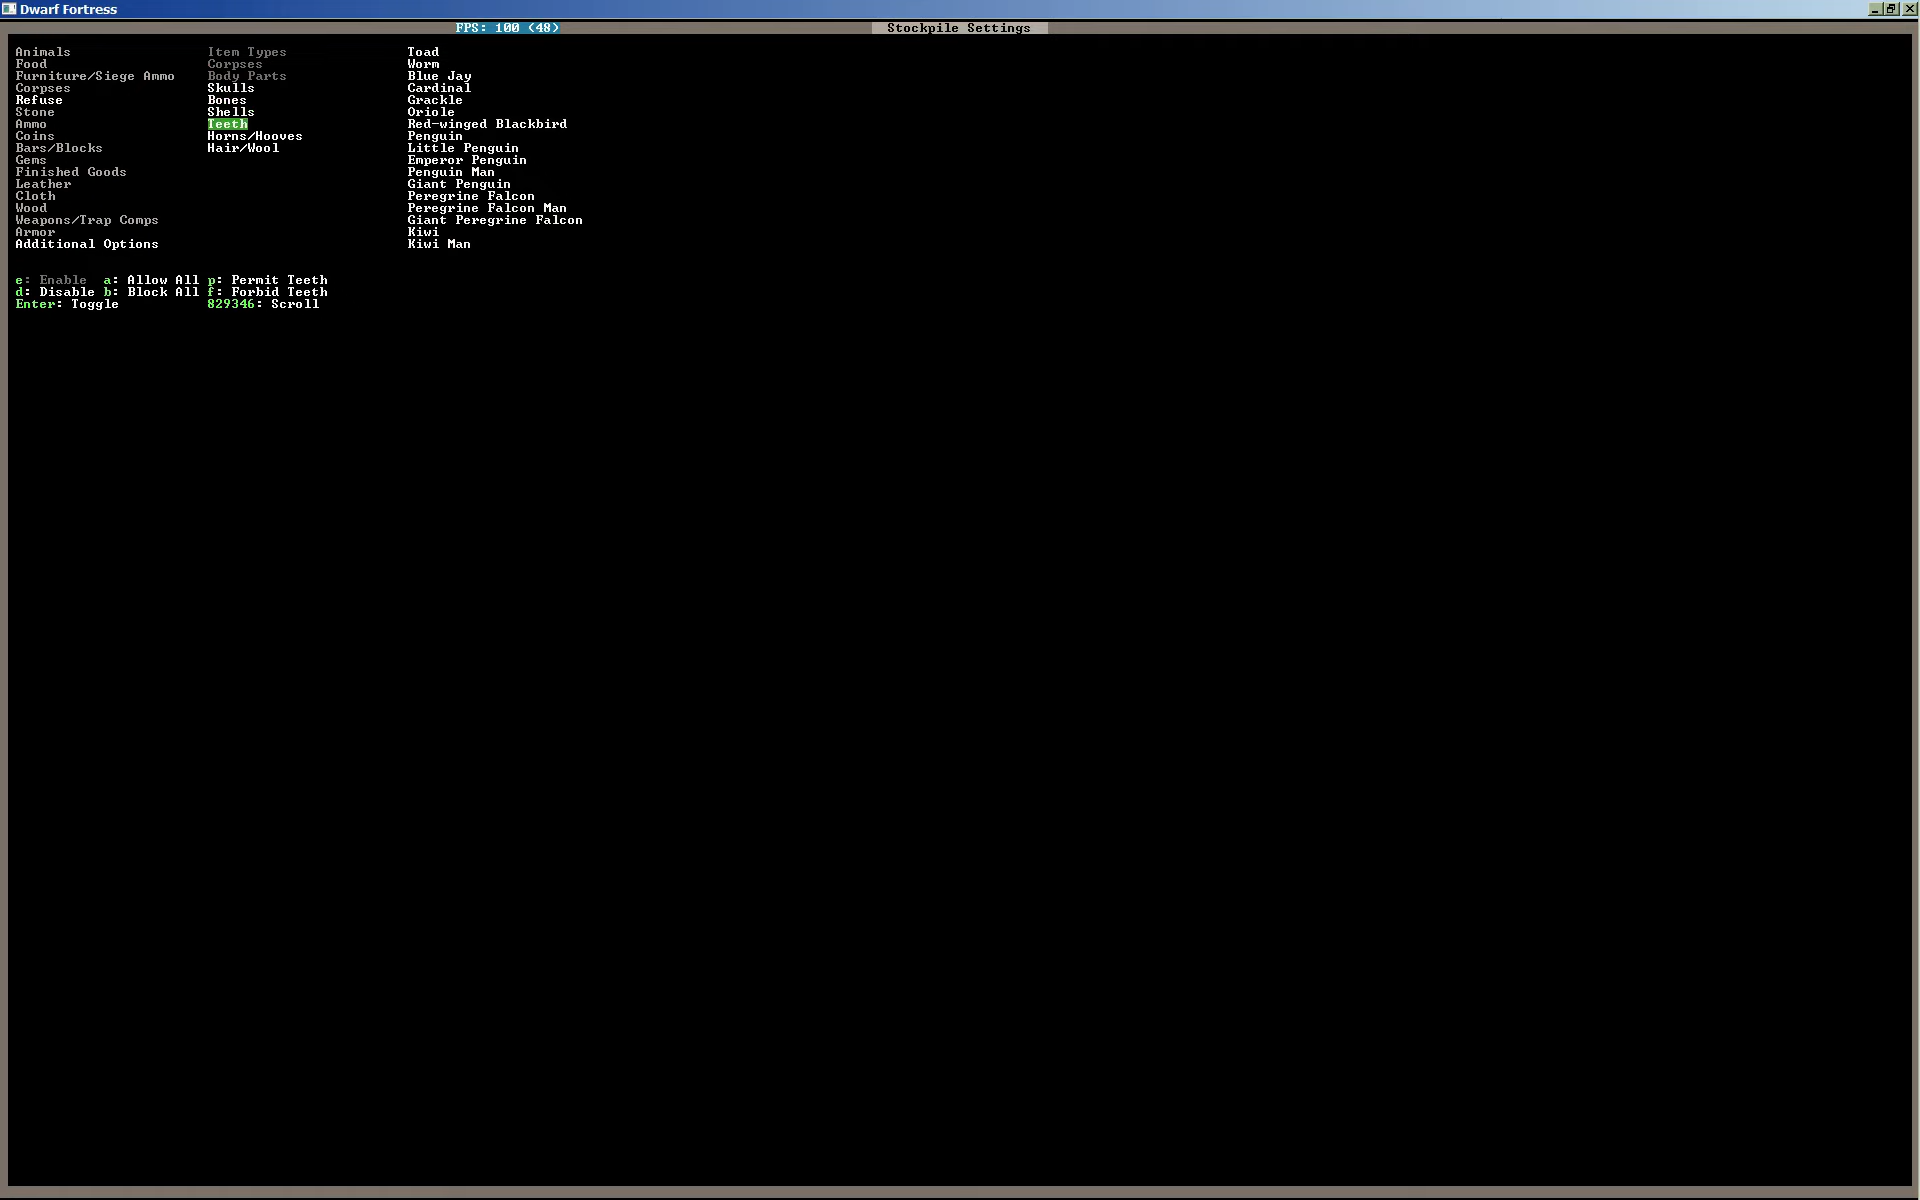 Dwarf Fortress
FPS: 100 (48)
Stockpile Settings
Animals Item Types Toad
Food Corpses Worm
Furniture/Siege Ammo Body Parts Blue Jay
Corpses Skulls Cardinal
Refuse Bones Grackle
Stone Shells Oriole
Ammo Teeth Red-winged Blackbird
Coins Horns/Hooves Penguin
Bars/Blocks Hair/Wool Little Penguin
Gems Emperor Penguin
Finished Goods Penguin Man
Leather Giant Penguin
Cloth Peregrine Falcon
Wood Peregrine Falcon Man
Weapons/Trap Comps Giant Peregrine Falcon
Armor Kiwi
Additional Options Kiwi Man
e: Enable a: Allow All p: Permit Teeth
d: Disable b: Block All f: Forbid Teeth
Enter: Toggle 829346: Scroll